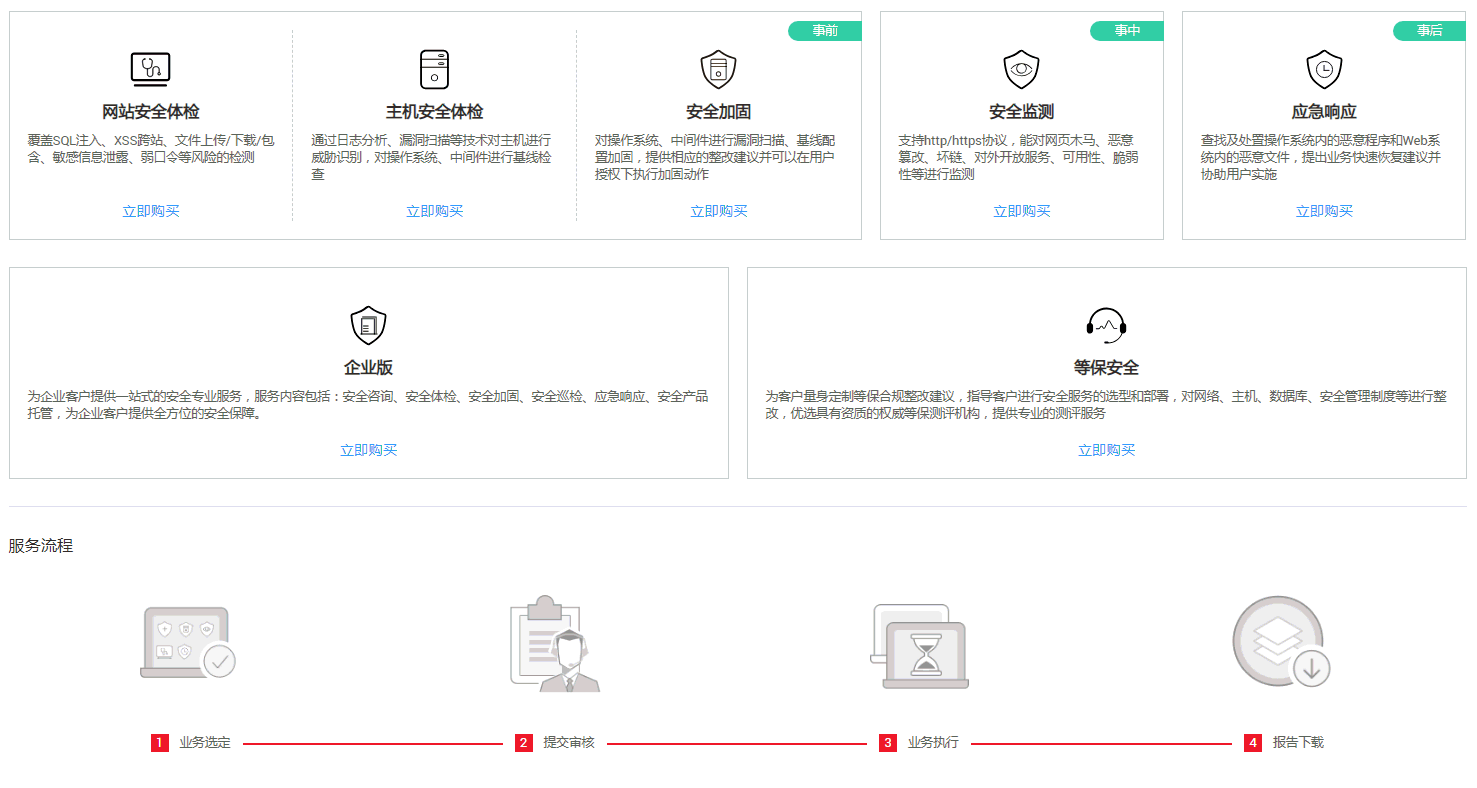 事前
网站安全体检
覆盖SQL注入、XSS跨站、文件上传/下载/包
含、敏感信息泄露、弱口令等风险的检测
立即购买
主机安全体检
通过日志分析、漏洞扫描等技术对主机进行
威胁识别，对操作系统、中间件进行基线检
查
立即购买
安全加固
对操作系统、中间件进行漏洞扫描、基线配
置加固，提供相应的整改建议并可以在用户
授权下执行加固动作
立即购买
事中
安全监测
支持http/https协议，能对网页木马、恶意
篡改、坏链、对外开放服务、可用性、脆弱
性等进行监测
立即购买
事后
应急响应
查找及处置操作系统内的恶意程序和Web系
统内的恶意文件，提出业务快速恢复建议并
协助用户实施
立即购买
企业版
为企业客户提供一站式的安全专业服务，服务内容包括：安全咨询、安全体检、安全加固、安全巡检、应急响应、安全产品
托管，为企业客户提供全方位的安全保障。
立即购买
等保安全
为客户量身定制等保合规整改建议，指导客户进行安全服务的选型和部署，对网络、主机、数据库、安全管理制度等进行整
改，优选具有资质的权威等保测评机构，提供专业的测评服务
立即购买
服务流程
1 业务选定
2 提交审核
3 业务执行
4 报告下载